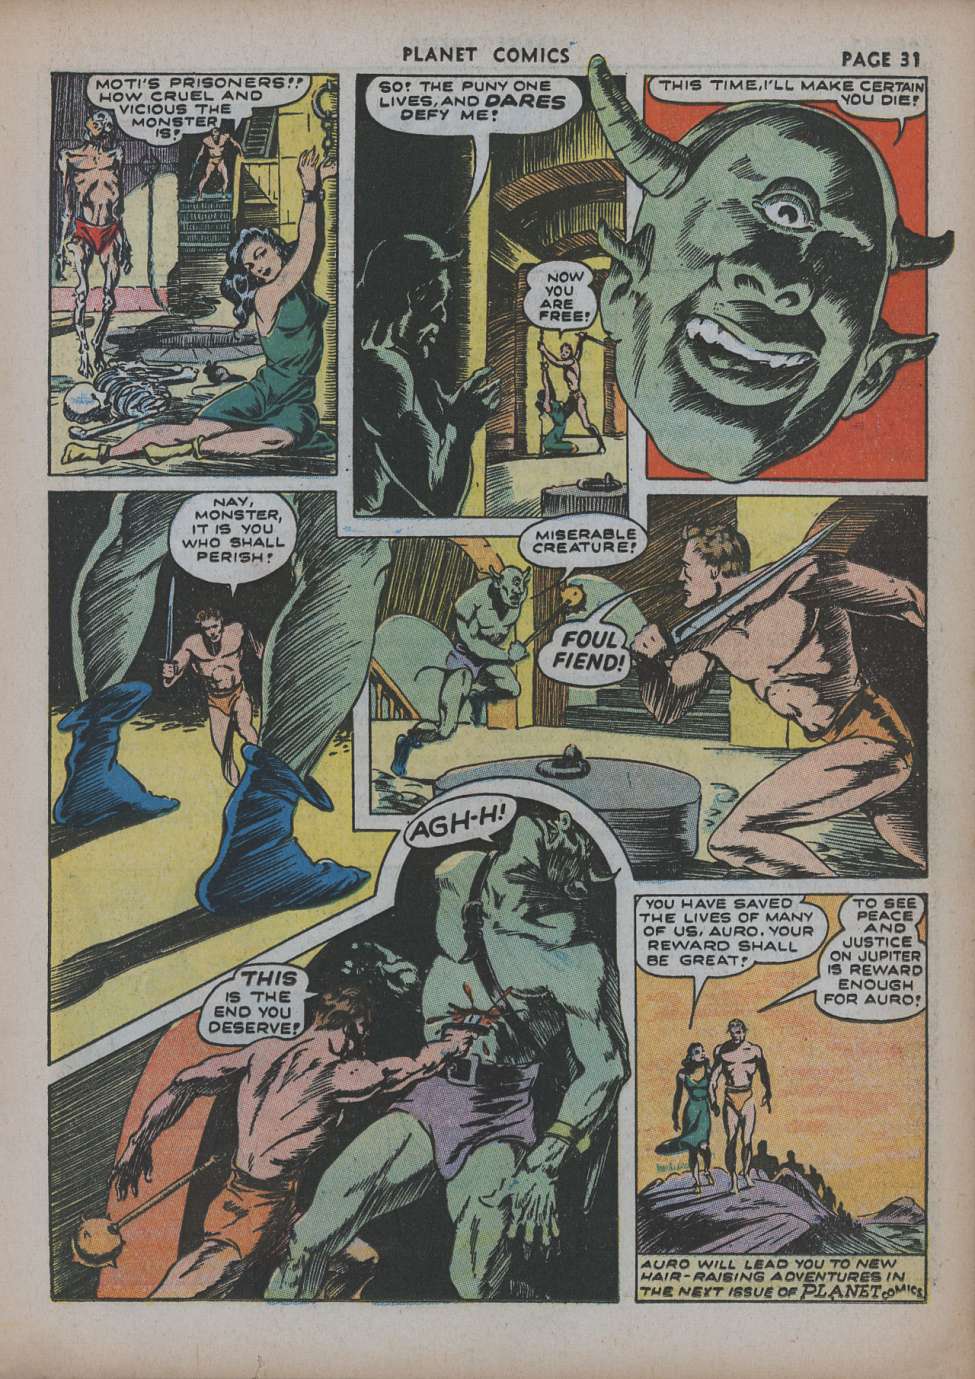 PLANET COMICS
PAGE 31
MOTI'S PRISONERS!!
HOW CRUEL AND
VICIOUS THE
MONSTER
IS!
SO! THE PUNY ONE
LIVES, AND DARES
DEFY ME!
NOW
YOU
ARE
FREE!
THIS TIME, I'LL MAKE CERTAIN
YOU DIE!
NAY,
MONSTER,
IT IS YOU
WHO SHALL
PERISH!
MISERABLE
CREATURE!
FOUL
FIEND!
AGH-H!
THIS
IS THE
END YOU
DESERVE!
YOU HAVE SAVED
THE LIVES OF MANY
OF US, AURO. YOUR
REWARD SHALL
BE GREAT!
TO SEE
PEACE
AND
JUSTICE
ON JUPITER
IS REWARD
ENOUGH
FOR AURO!
AURO WILL LEAD YOU TO NEW
HAIR-RAISING ADVENTURES IN
THE NEXT ISSUE OF PLANET COMICS.